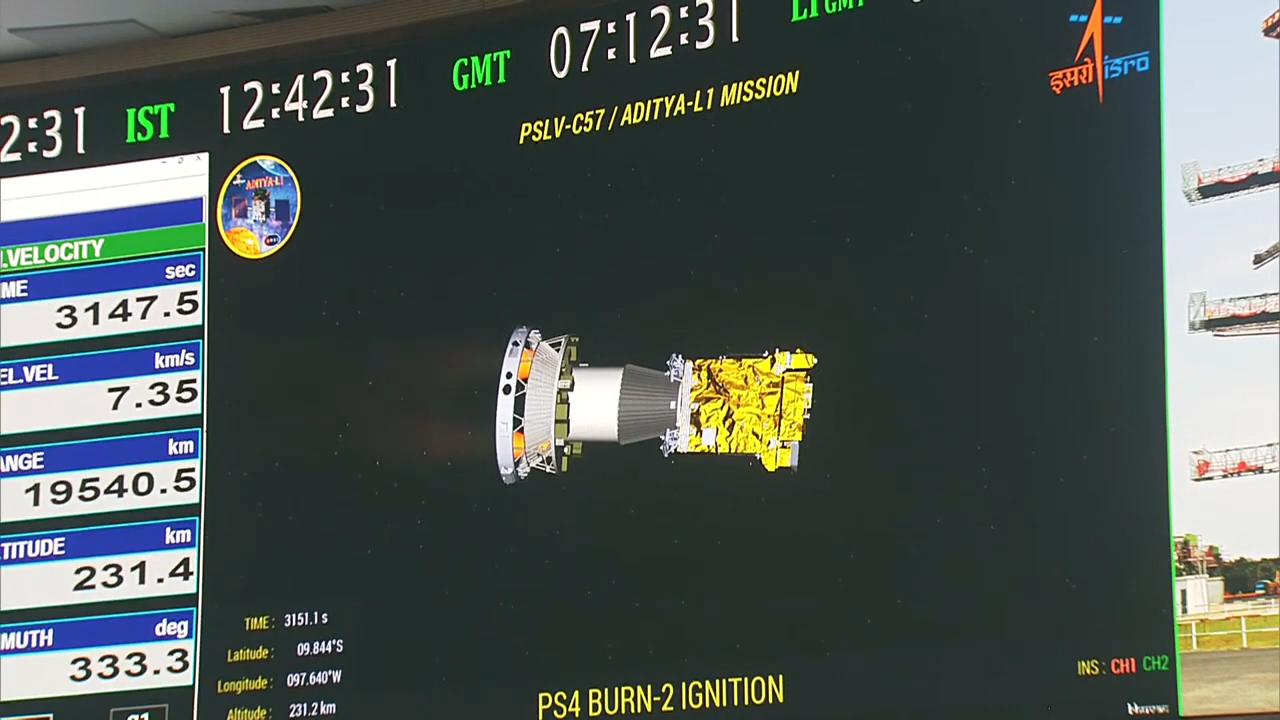 2:31 IST 12:42:31 GMT 07:12:31
इसरो isro
PSLV-C57 / ADITYA-L1 MISSION
ADITYA-L1
.VELOCITY
ME sec
3147.5
EL.VEL km/s
7.35
ANGE km
19540.5
TITUDE km
231.4
MUTH deg
333.3
TIME : 3151.1 s
Latitude : 09.844°S
Longitude : 097.640°W
Altitude : 231.2 km
PS4 BURN-2 IGNITION
INS : CH1 CH2